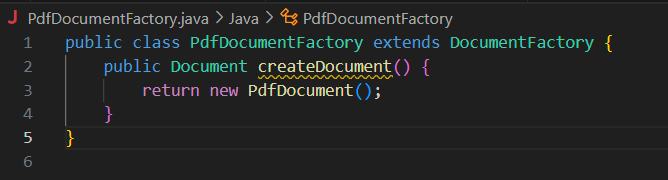 J PdfDocumentFactory.java > Java > PdfDocumentFactory
1 public class PdfDocumentFactory extends DocumentFactory {
2     public Document createDocument() {
3         return new PdfDocument();
4     }
5 }
6